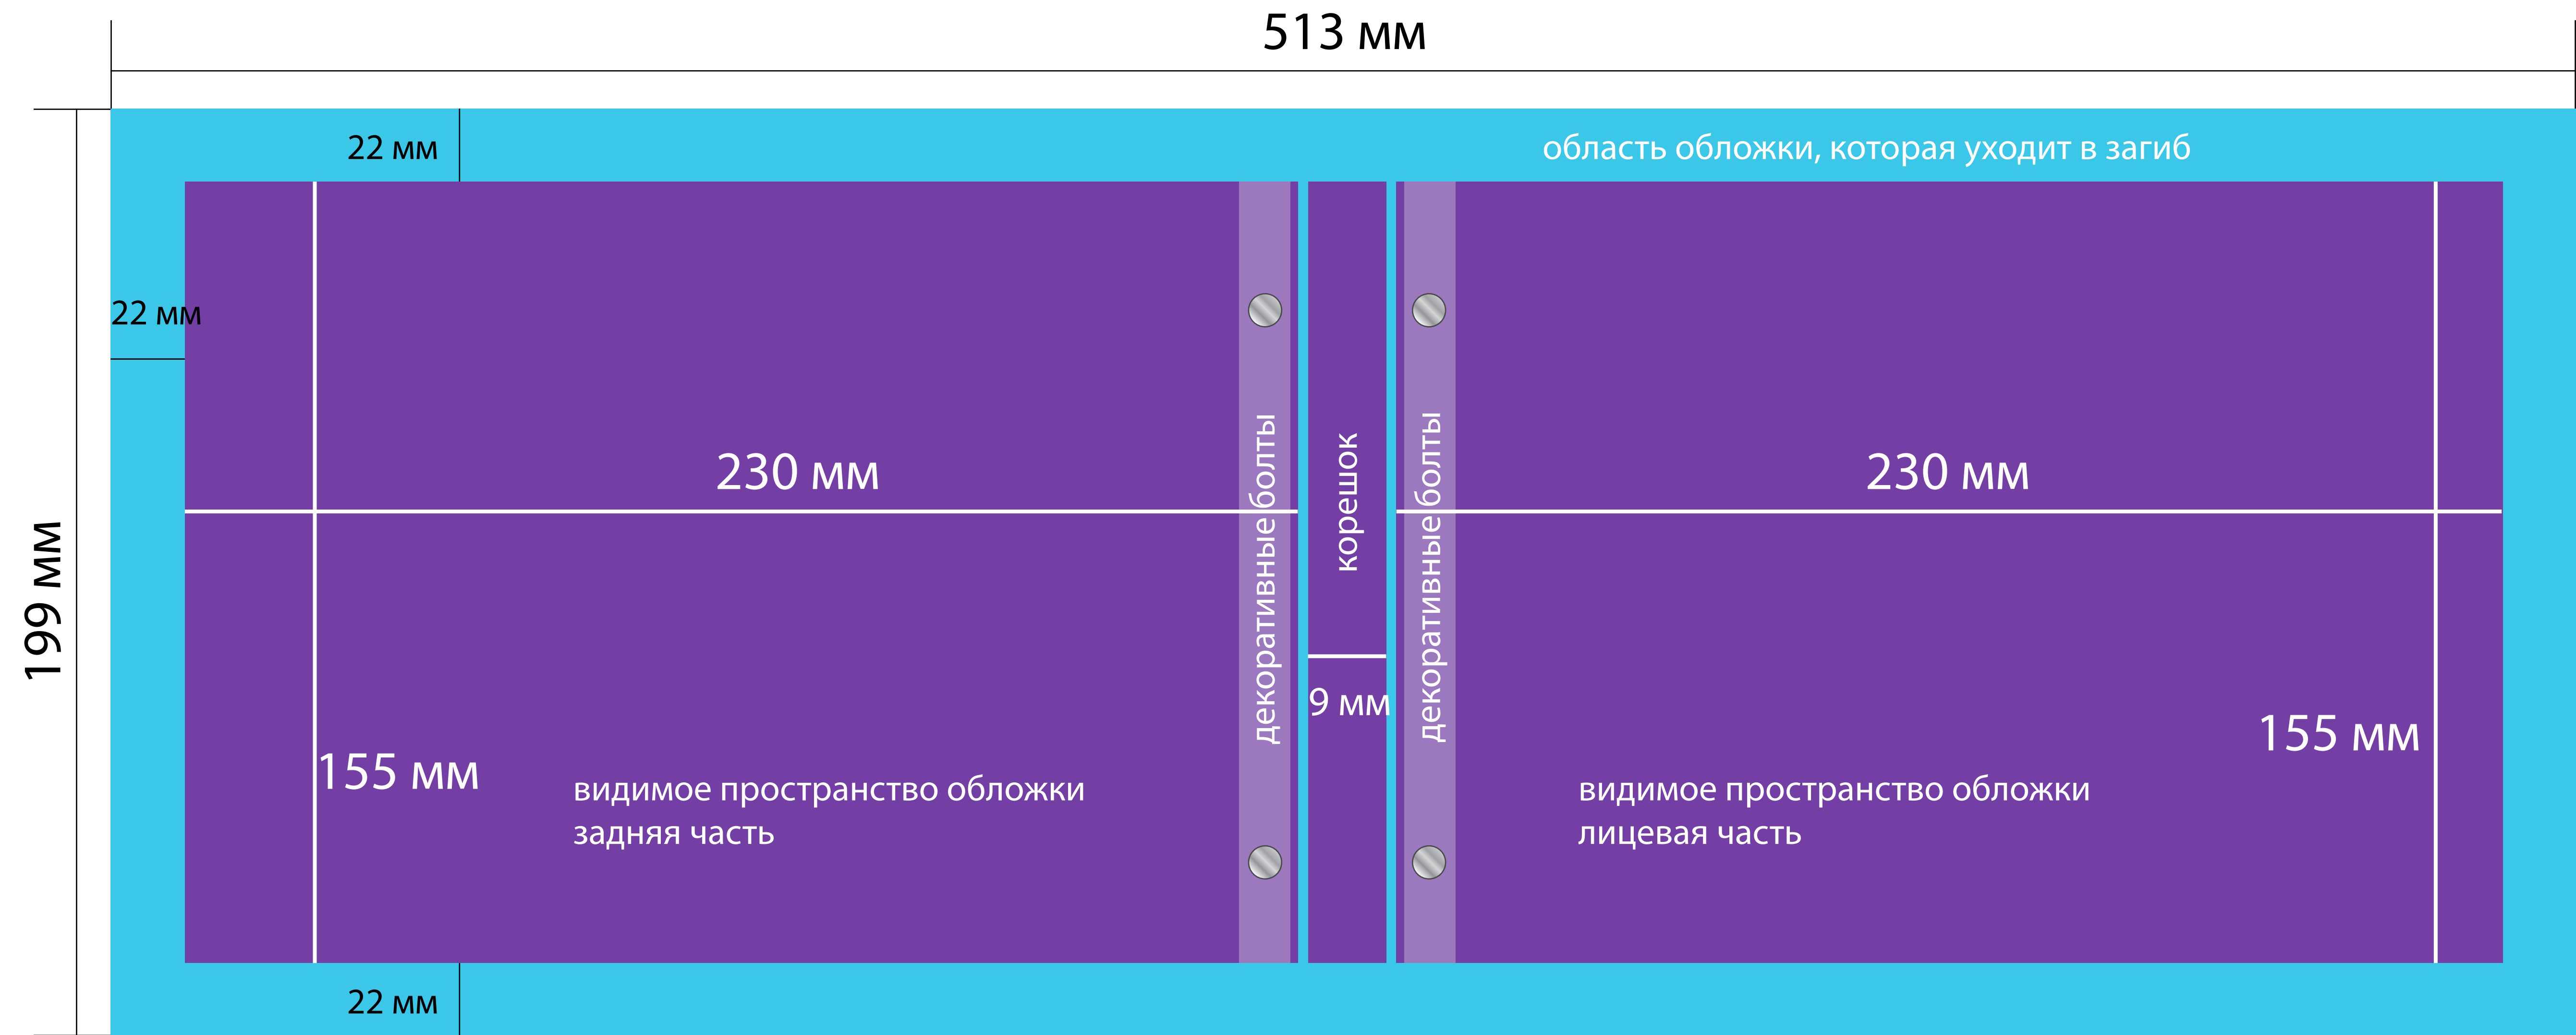 513 мм
22 мм
область обложки, которая уходит в загиб
22 мм
230 мм
230 мм
декоративные болты
корешок
декоративные болты
199 мм
9 мм
155 мм
155 мм
видимое пространство обложки
задняя часть
видимое пространство обложки
лицевая часть
22 мм